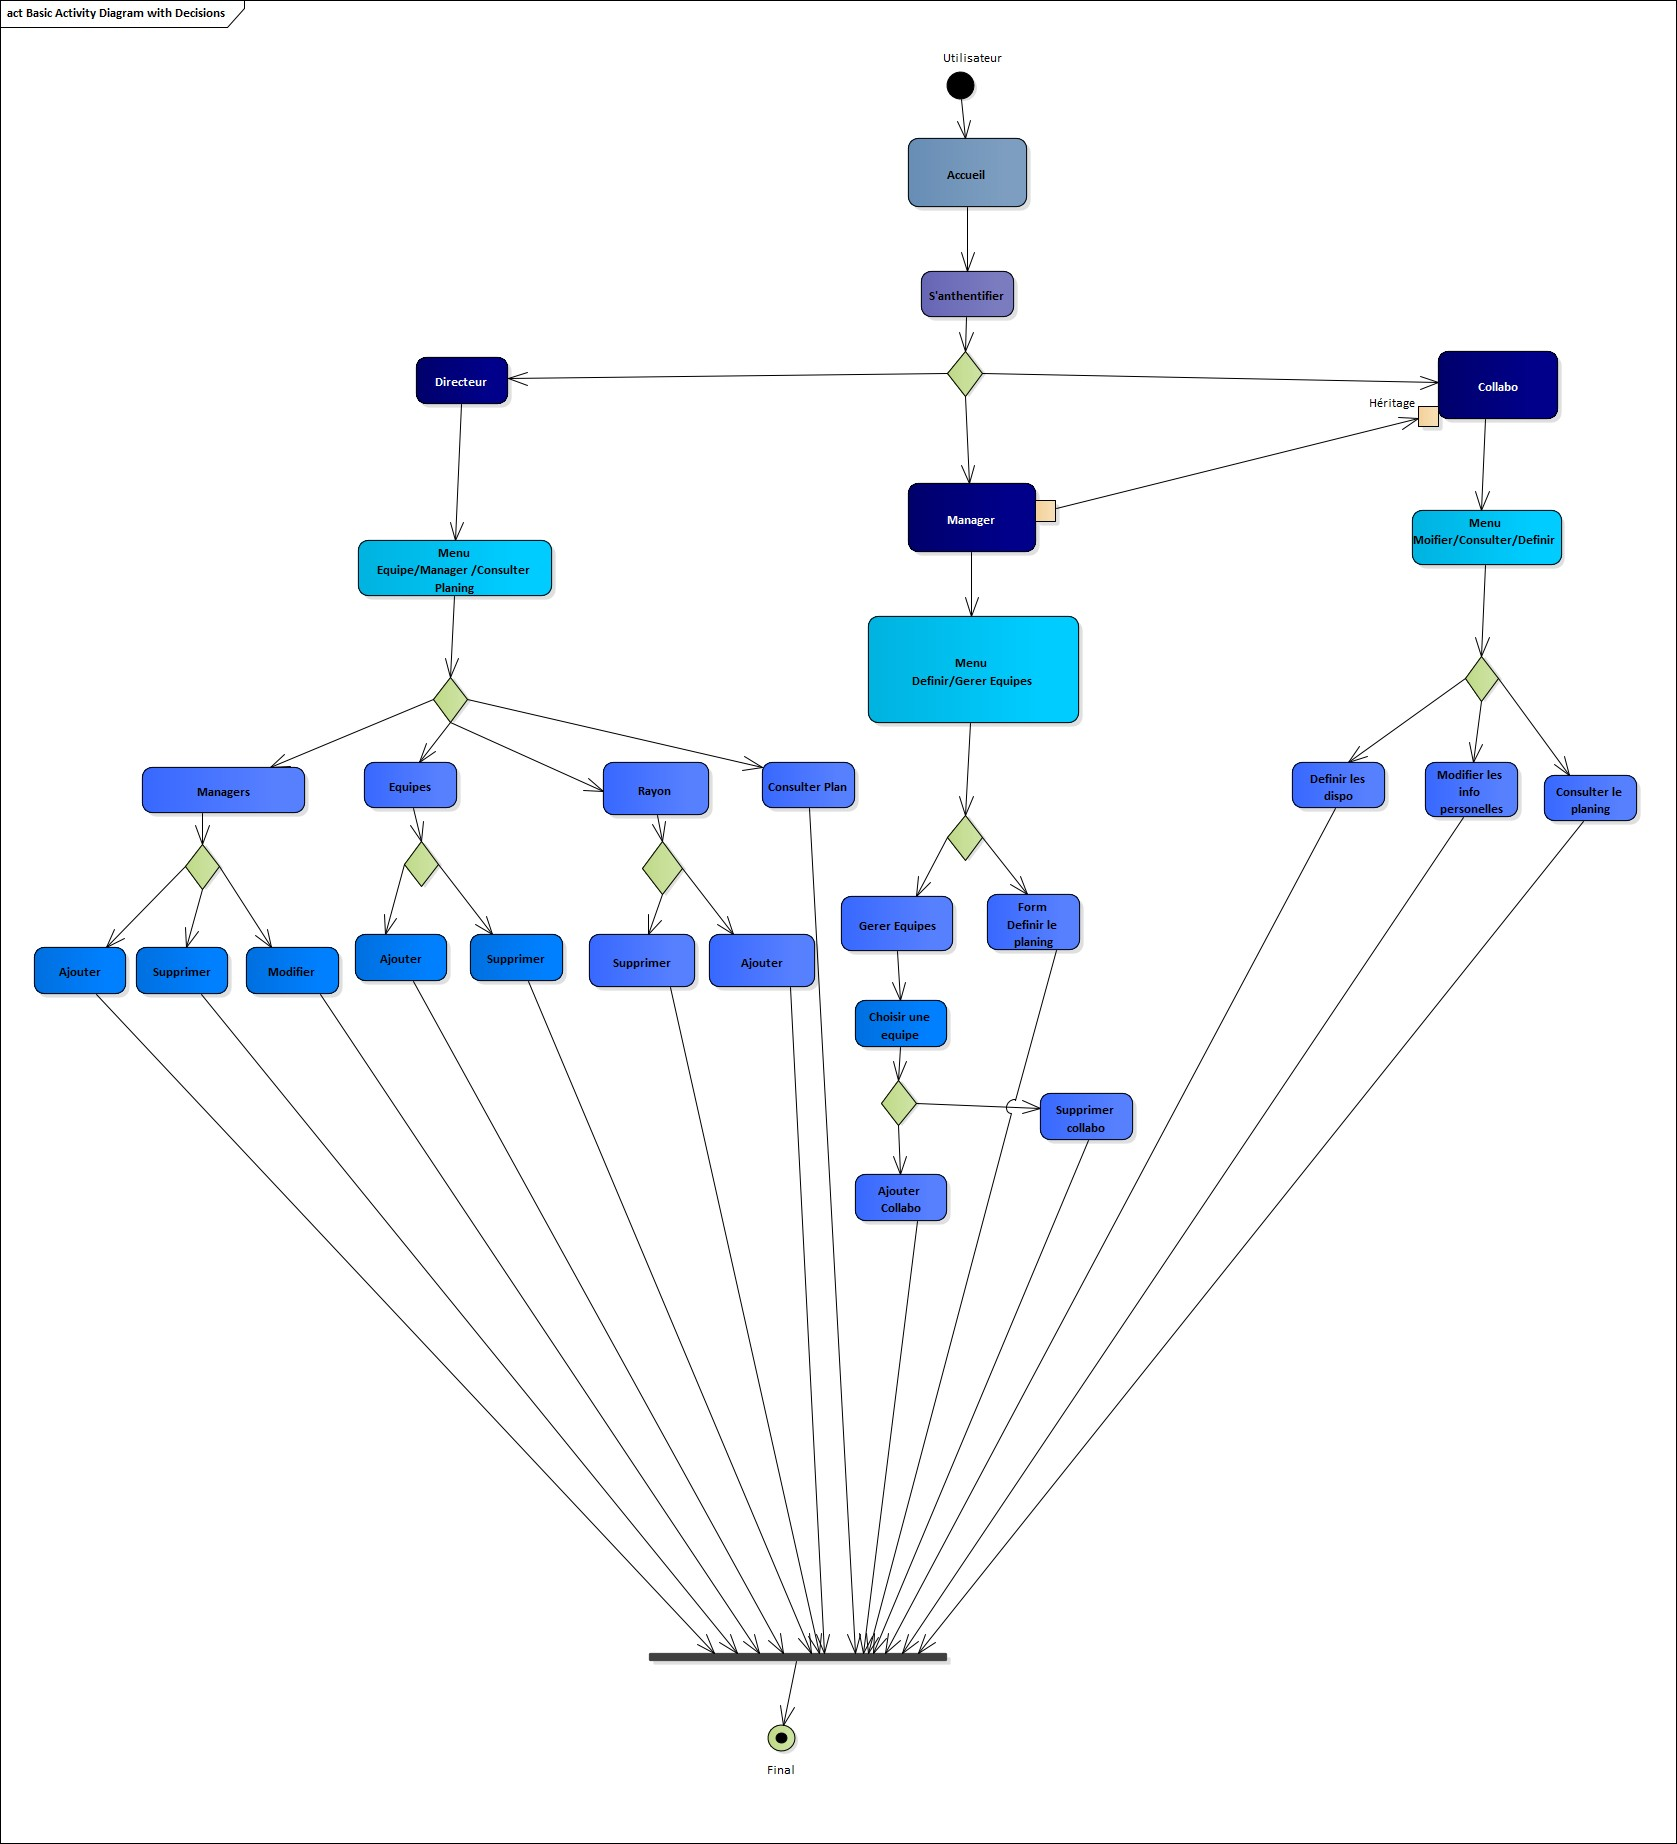 act Basic Activity Diagram with Decisions
Utilisateur
Accueil
S'anthentifier
Directeur
Collabo
Héritage
Manager
Menu
Equipe/Manager /Consulter
Planing
Menu
Moifier/Consulter/Definir
Menu
Definir/Gerer Equipes
Managers
Equipes
Rayon
Consulter Plan
Definir les
dispo
Modifier les
info
personelles
Consulter le
planing
Ajouter
Supprimer
Modifier
Ajouter
Supprimer
Supprimer
Ajouter
Gerer Equipes
Form
Definir le
planing
Choisir une
equipe
Supprimer
collabo
Ajouter
Collabo
Final